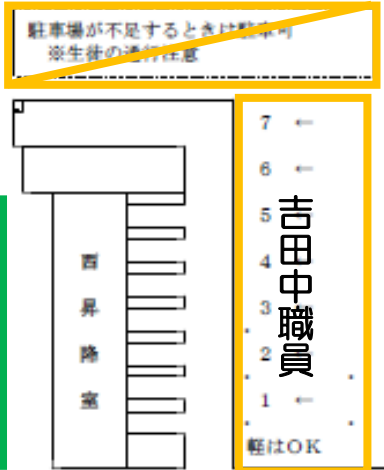 駐車場が不足するときは駐車可
※生徒の通行注意
7 ←
6 ←
5 ←
4 ←
3 ←
2 ←
1 ←
軽はOK
吉田中職員
西昇降室